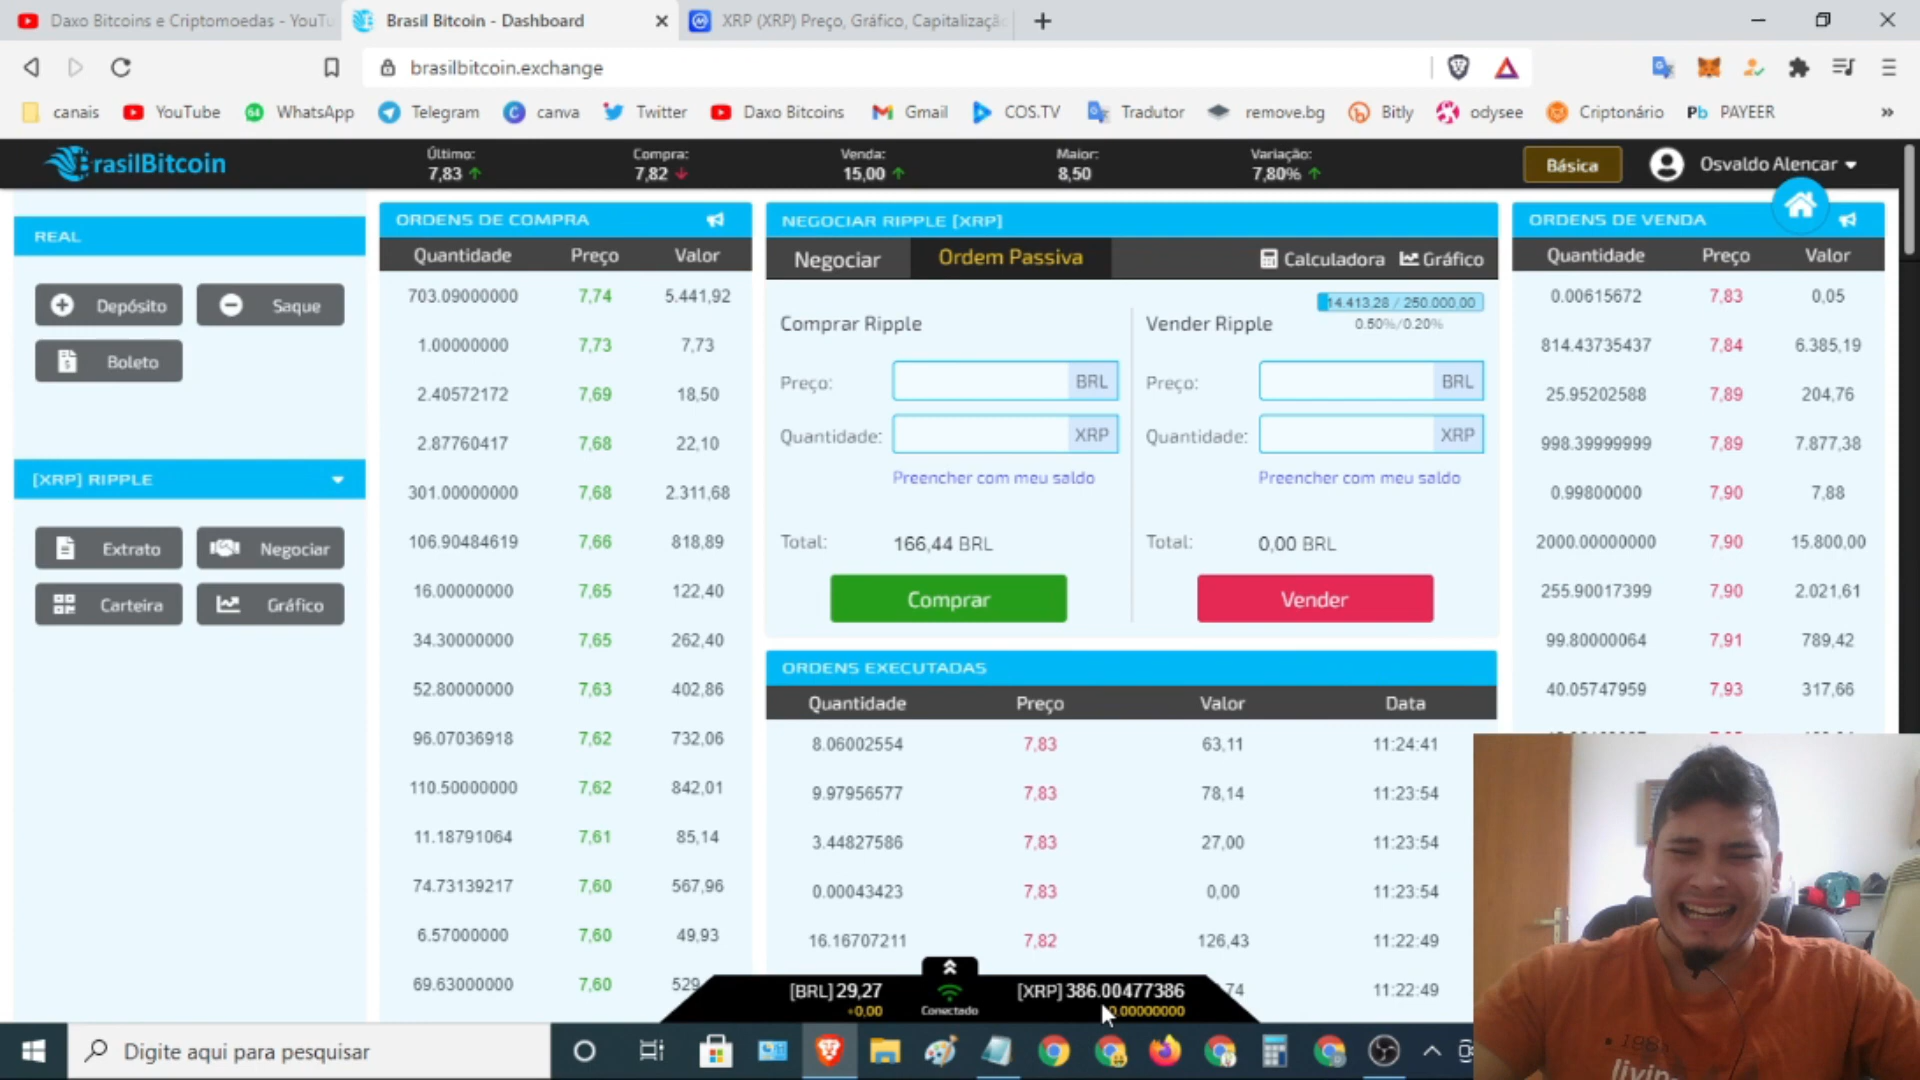 Daxo Bitcoins e Criptomoedas - YouTu
Brasil Bitcoin - Dashboard
XRP (XRP) Preço, Gráfico, Capitalizaçã
brasilbitcoin.exchange
canais YouTube WhatsApp Telegram canva Twitter Daxo Bitcoins Gmail COS.TV Tradutor remove.bg Bitly odysee Criptonário Pb PAYEER
BrasilBitcoin
Último: Compra: Venda: Maior: Variação:
7,83 7,82 15,00 8,50 7,80%
Básica
Osvaldo Alencar
REAL
Depósito Saque
Boleto
[XRP] RIPPLE
Extrato Negociar
Carteira Gráfico
ORDENS DE COMPRA
Quantidade Preço Valor
703.09000000 7,74 5.441,92
1.00000000 7,73 7,73
2.40572172 7,69 18,50
2.87760417 7,68 22,10
301.00000000 7,68 2.311,68
106.90484619 7,66 818,89
16.00000000 7,65 122,40
34.30000000 7,65 262,40
52.80000000 7,63 402,86
96.07036918 7,62 732,06
110.50000000 7,62 842,01
11.18791064 7,61 85,14
74.73139217 7,60 567,96
6.57000000 7,60 49,93
69.63000000 7,60 529
NEGOCIAR RIPPLE [XRP]
Negociar Ordem Passiva Calculadora Gráfico
14.413.28 / 250.000,00
0.50%/0.20%
Comprar Ripple
Preço: BRL
Quantidade: XRP
Preencher com meu saldo
Total: 166,44 BRL
Comprar
Vender Ripple
Preço: BRL
Quantidade: XRP
Preencher com meu saldo
Total: 0,00 BRL
Vender
ORDENS EXECUTADAS
Quantidade Preço Valor Data
8.06002554 7,83 63,11 11:24:41
9.97956577 7,83 78,14 11:23:54
3.44827586 7,83 27,00 11:23:54
0.00043423 7,83 0,00 11:23:54
16.16707211 7,82 126,43 11:22:49
74 11:22:49
ORDENS DE VENDA
Quantidade Preço Valor
0.00615672 7,83 0,05
814.43735437 7,84 6.385,19
25.95202588 7,89 204,76
998.39999999 7,89 7.877,38
0.99800000 7,90 7,88
2000.00000000 7,90 15.800,00
255.90017399 7,90 2.021,61
99.80000064 7,91 789,42
40.05747959 7,93 317,66
[BRL] 29,27
+0,00
Conectado
[XRP] 386.00477386
0.00000000
Digite aqui para pesquisar